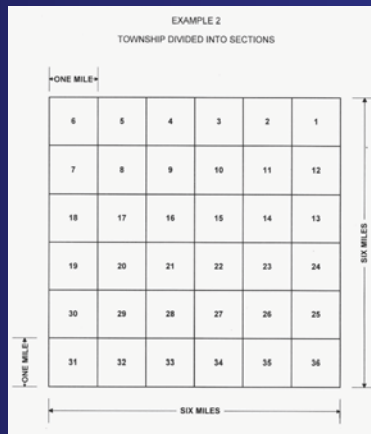 EXAMPLE 2
TOWNSHIP DIVIDED INTO SECTIONS
ONE MILE
6 5 4 3 2 1
7 8 9 10 11 12
18 17 16 15 14 13
19 20 21 22 23 24
30 29 28 27 26 25
31 32 33 34 35 36
SIX MILES
ONE MILE
SIX MILES